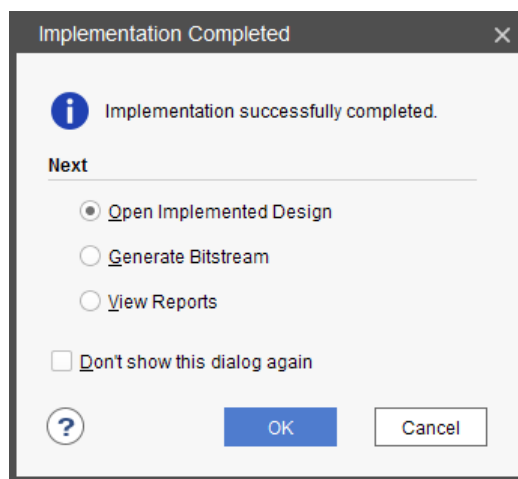 Implementation Completed
Implementation successfully completed.
Next
Open Implemented Design
Generate Bitstream
View Reports
Don't show this dialog again
?
OK
Cancel